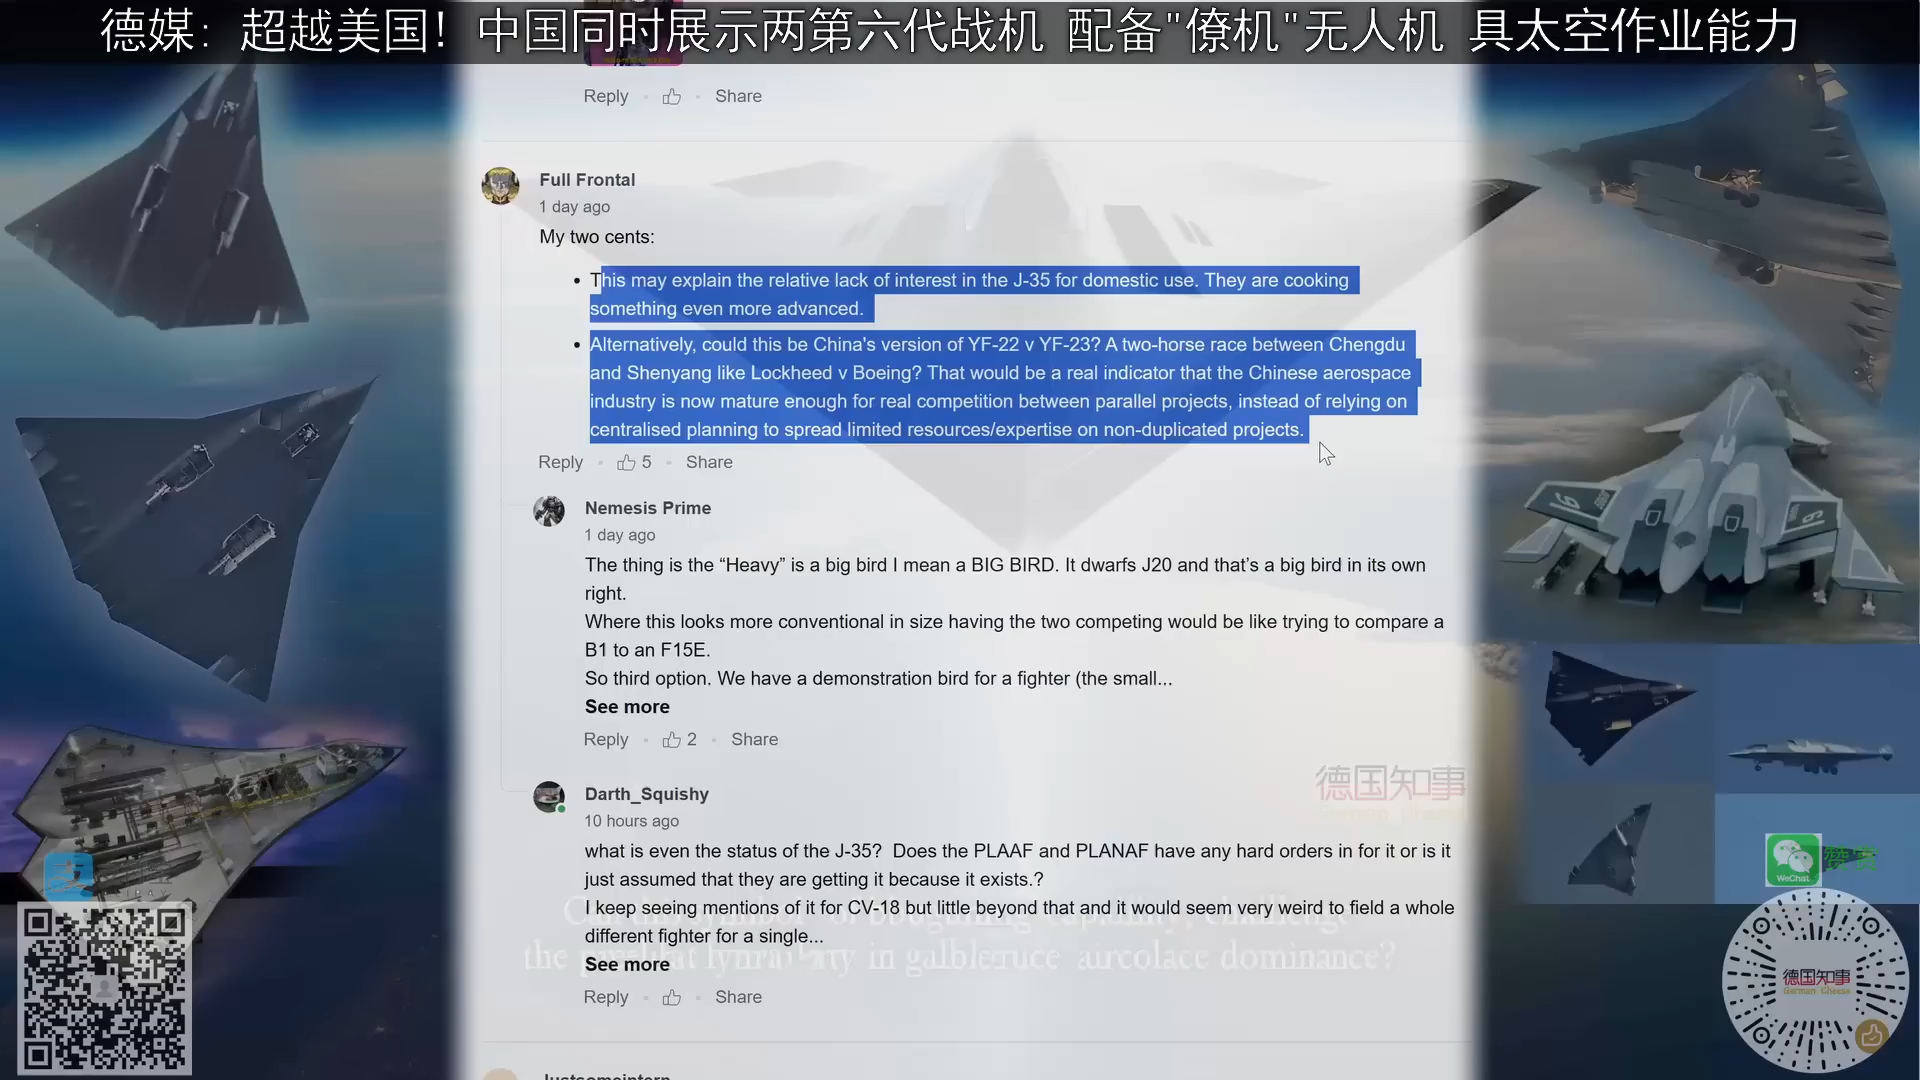 德媒：超越美国！中国同时展示两第六代战机 配备"僚机"无人机 具太空作业能力
Reply Share
Full Frontal
1 day ago
My two cents:
• This may explain the relative lack of interest in the J-35 for domestic use. They are cooking
something even more advanced.
• Alternatively, could this be China's version of YF-22 v YF-23? A two-horse race between Chengdu
and Shenyang like Lockheed v Boeing? That would be a real indicator that the Chinese aerospace
industry is now mature enough for real competition between parallel projects, instead of relying on
centralised planning to spread limited resources/expertise on non-duplicated projects.
Reply 5 Share
Nemesis Prime
1 day ago
The thing is the “Heavy” is a big bird I mean a BIG BIRD. It dwarfs J20 and that’s a big bird in its own
right.
Where this looks more conventional in size having the two competing would be like trying to compare a
B1 to an F15E.
So third option. We have a demonstration bird for a fighter (the small...
See more
Reply 2 Share
德国知事
Darth_Squishy
10 hours ago
what is even the status of the J-35?  Does the PLAAF and PLANAF have any hard orders in for it or is it
just assumed that they are getting it because it exists.?
I keep seeing mentions of it for CV-18 but little beyond that and it would seem very weird to field a whole
different fighter for a single...
See more
Reply Share
WeChat
德国知事
German Cheese